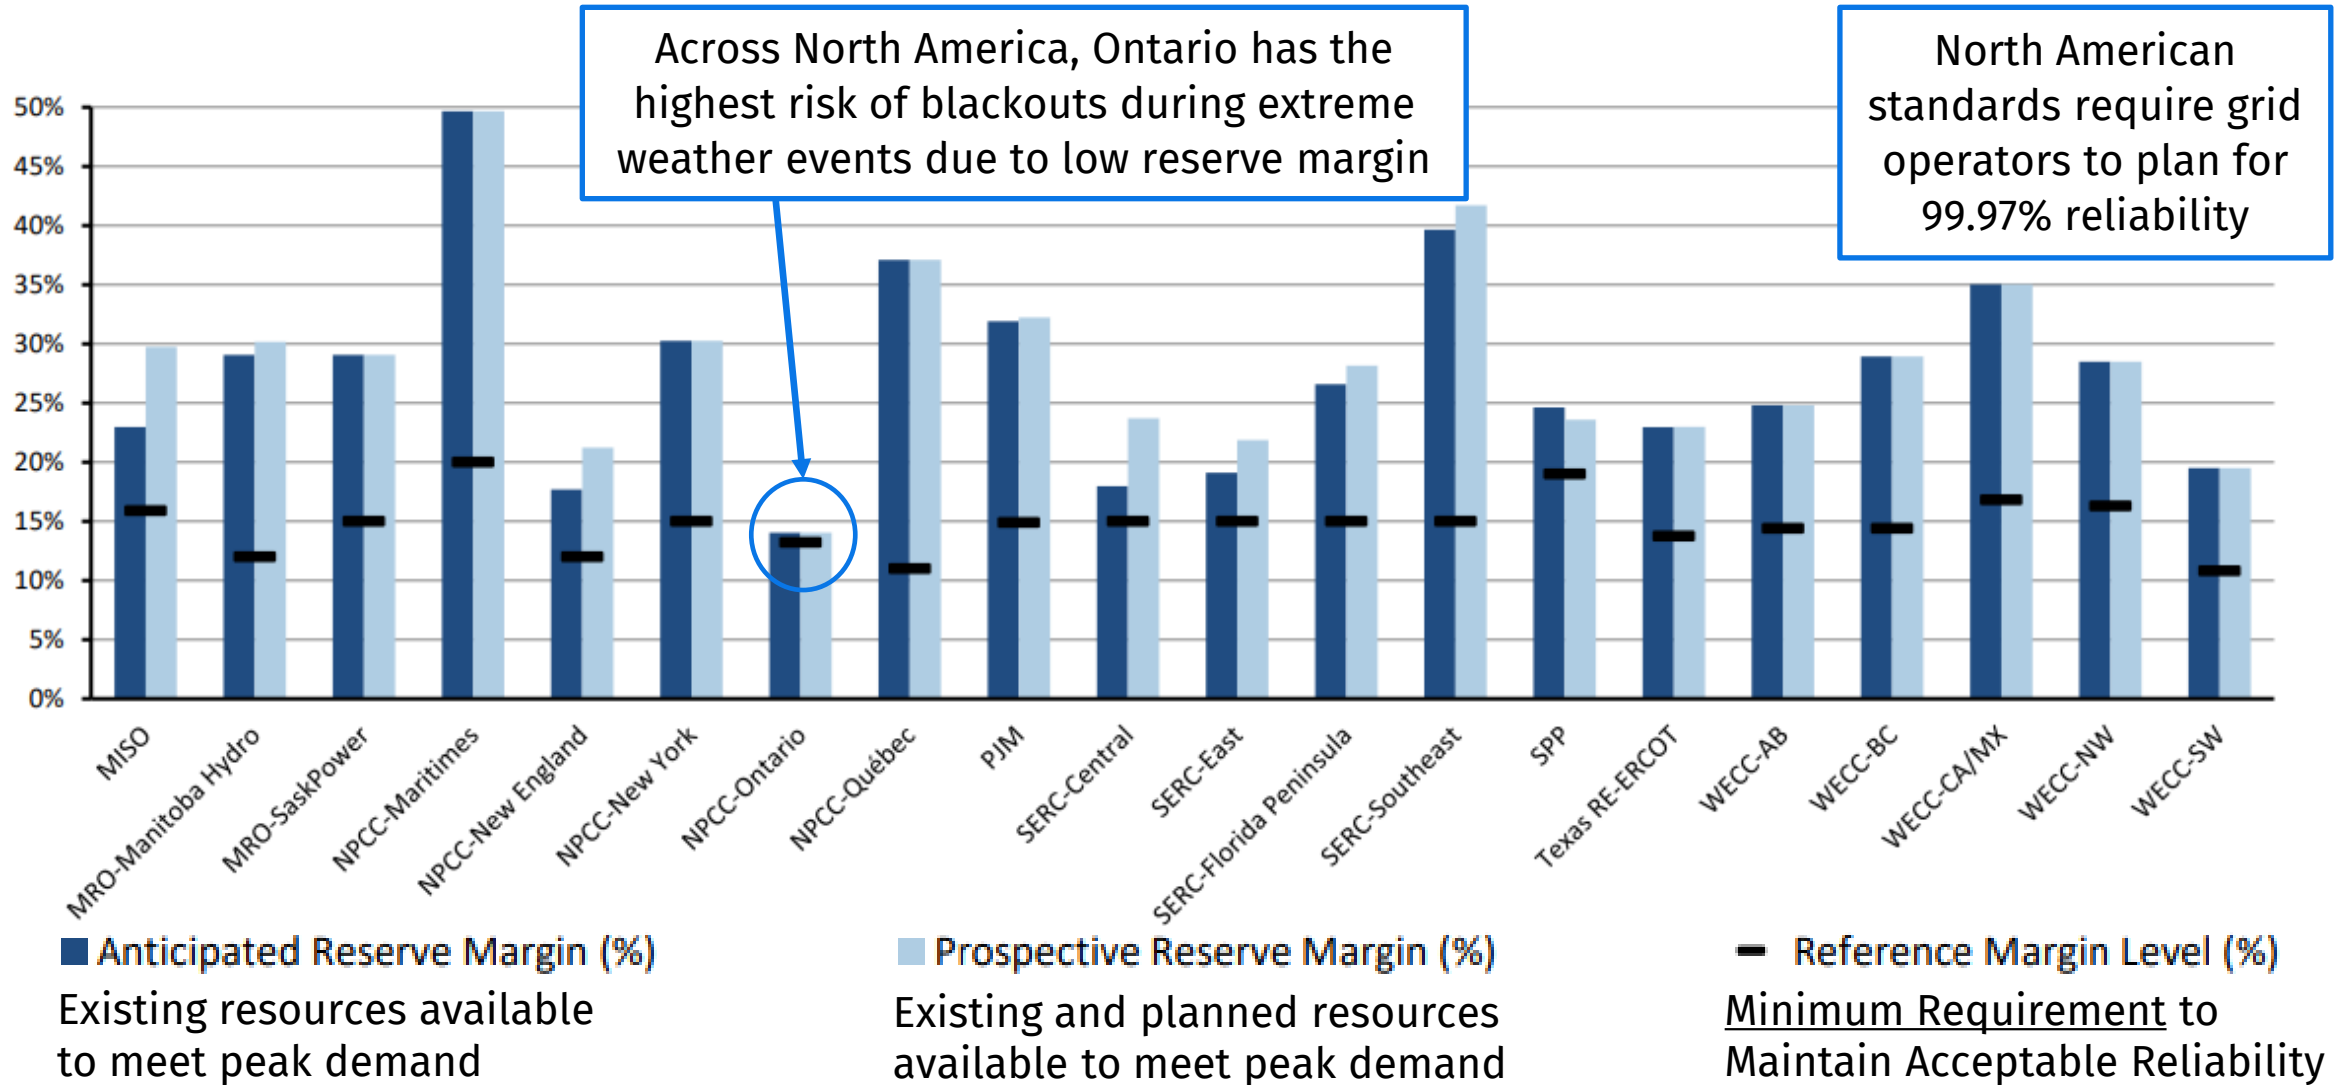 Across North America, Ontario has the
highest risk of blackouts during extreme
weather events due to low reserve margin
North American
standards require grid
operators to plan for
99.97% reliability
50%
45%
40%
35%
30%
25%
20%
15%
10%
5%
0%
MISO
MRO-Manitoba Hydro
MRO-SaskPower
NPCC-Maritimes
NPCC-New England
NPCC-New York
NPCC-Ontario
NPCC-Québec
PJM
SERC-Central
SERC-East
SERC-Florida Peninsula
SERC-Southeast
SPP
Texas RE-ERCOT
WECC-AB
WECC-BC
WECC-CA/MX
WECC-NW
WECC-SW
Anticipated Reserve Margin (%)
Existing resources available
to meet peak demand
Prospective Reserve Margin (%)
Existing and planned resources
available to meet peak demand
Reference Margin Level (%)
Minimum Requirement to
Maintain Acceptable Reliability